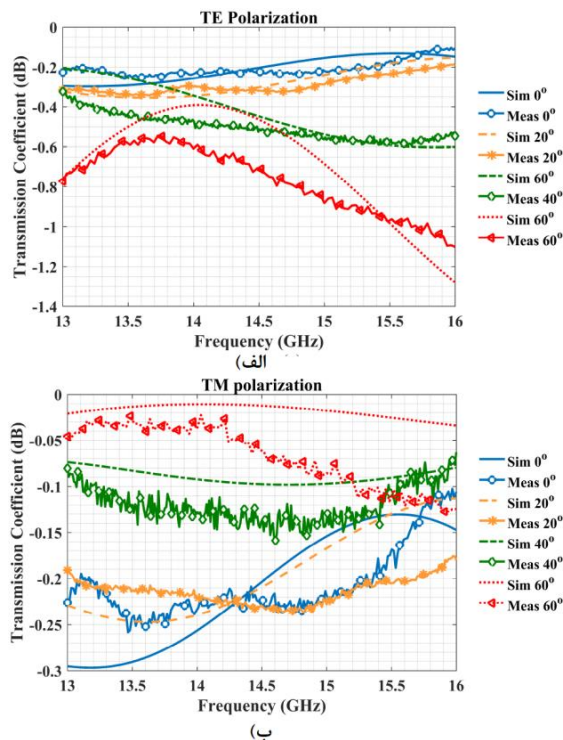 TE Polarization
0
-0.2
-0.4
-0.6
-0.8
-1
-1.2
-1.4
Transmission Coefficient (dB)
13 13.5 14 14.5 15 15.5 16
Frequency (GHz)
Sim 0°
Meas 0°
Sim 20°
Meas 20°
Sim 60°
Meas 40°
Sim 60°
Meas 60°
الف)
TM polarization
0
-0.05
-0.1
-0.15
-0.2
-0.25
-0.3
Transmission Coefficient (dB)
13 13.5 14 14.5 15 15.5 16
Frequency (GHz)
Sim 0°
Meas 0°
Sim 20°
Meas 20°
Sim 40°
Meas 40°
Sim 60°
Meas 60°
ب)